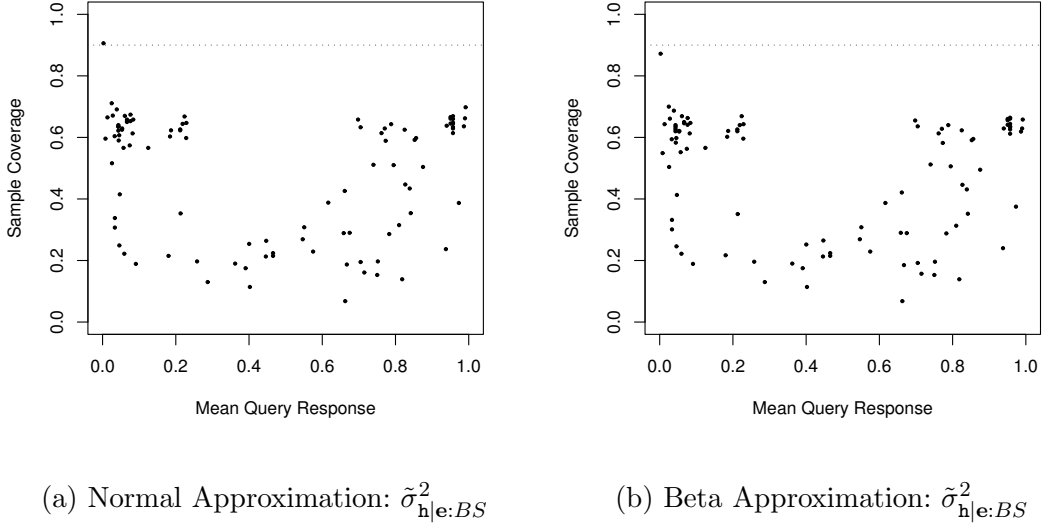 Sample Coverage
1.0
0.8
0.6
0.4
0.2
0.0
0.0 0.2 0.4 0.6 0.8 1.0
Mean Query Response
(a) Normal Approximation: σ̃²h|e:BS
Sample Coverage
1.0
0.8
0.6
0.4
0.2
0.0
0.0 0.2 0.4 0.6 0.8 1.0
Mean Query Response
(b) Beta Approximation: σ̃²h|e:BS